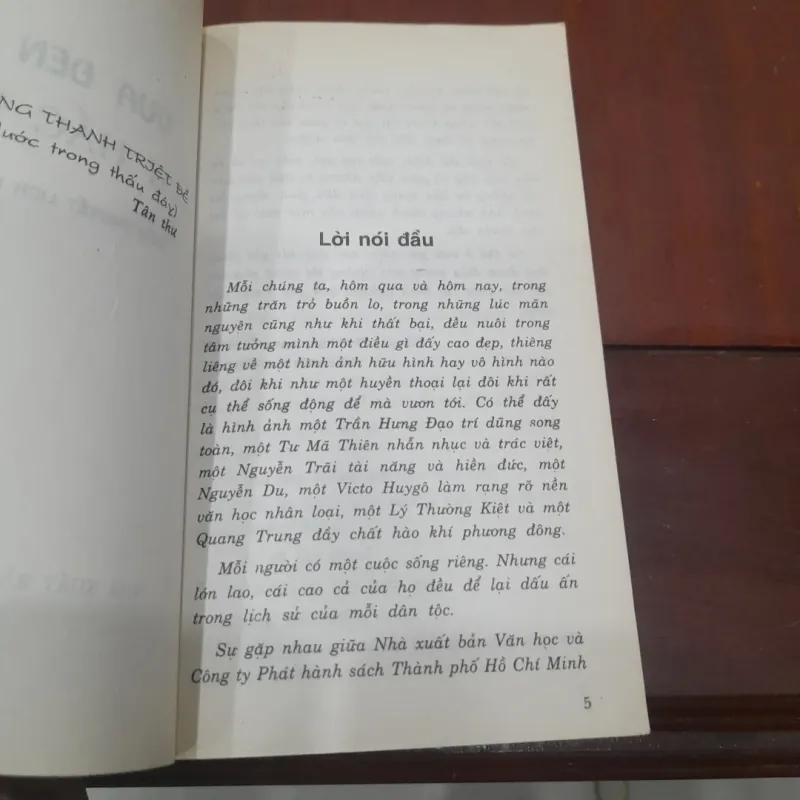 NG THANH TRIỆT ĐỂ
Nước trong thấu đáy)
Tân thư
Lời nói đầu
Mỗi chúng ta, hôm qua và hôm nay, trong
những trăn trở buồn lo, trong những lúc mãn
nguyên cũng như khi thất bại, đều nuôi trong
tâm tưởng mình một điều gì đấy cao đẹp, thiêng
liêng về một hình ảnh hữu hình hay vô hình nào
đó, đôi khi như một huyền thoại lại đôi khi rất
cụ thể sống động để mà vươn tới. Có thể đấy
là hình ảnh một Trần Hưng Đạo trí dũng song
toàn, một Tư Mã Thiên nhẫn nhục và trác việt,
một Nguyễn Trãi tài năng và hiền đức, một
Nguyễn Du, một Victo Huygô làm rạng rỡ nền
văn học nhân loại, một Lý Thường Kiệt và một
Quang Trung đầy chất hào khí phương đông.
Mỗi người có một cuộc sống riêng. Nhưng cái
lớn lao, cái cao cả của họ đều để lại dấu ấn
trong lịch sử của mỗi dân tộc.
Sự gặp nhau giữa Nhà xuất bản Văn học và
Công ty Phát hành sách Thành phố Hồ Chí Minh
5